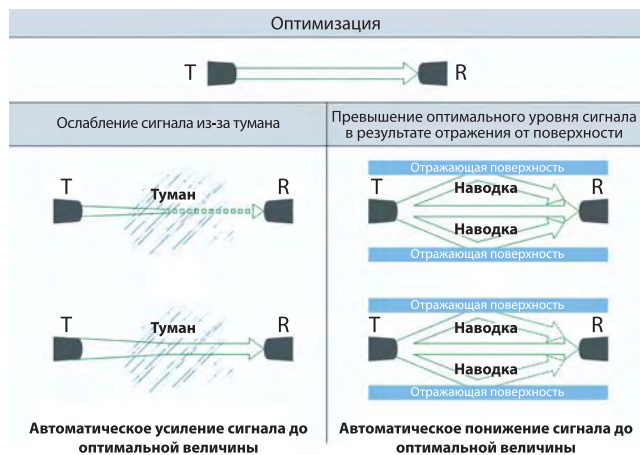 Оптимизация
T R
Ослабление сигнала из-за тумана
Превышение оптимального уровня сигнала
в результате отражения от поверхности
T Туман R
Отражающая поверхность
T Наводка R
Наводка
Отражающая поверхность
T Туман R
Отражающая поверхность
T Наводка R
Наводка
Отражающая поверхность
Автоматическое усиление сигнала до
оптимальной величины
Автоматическое понижение сигнала до
оптимальной величины